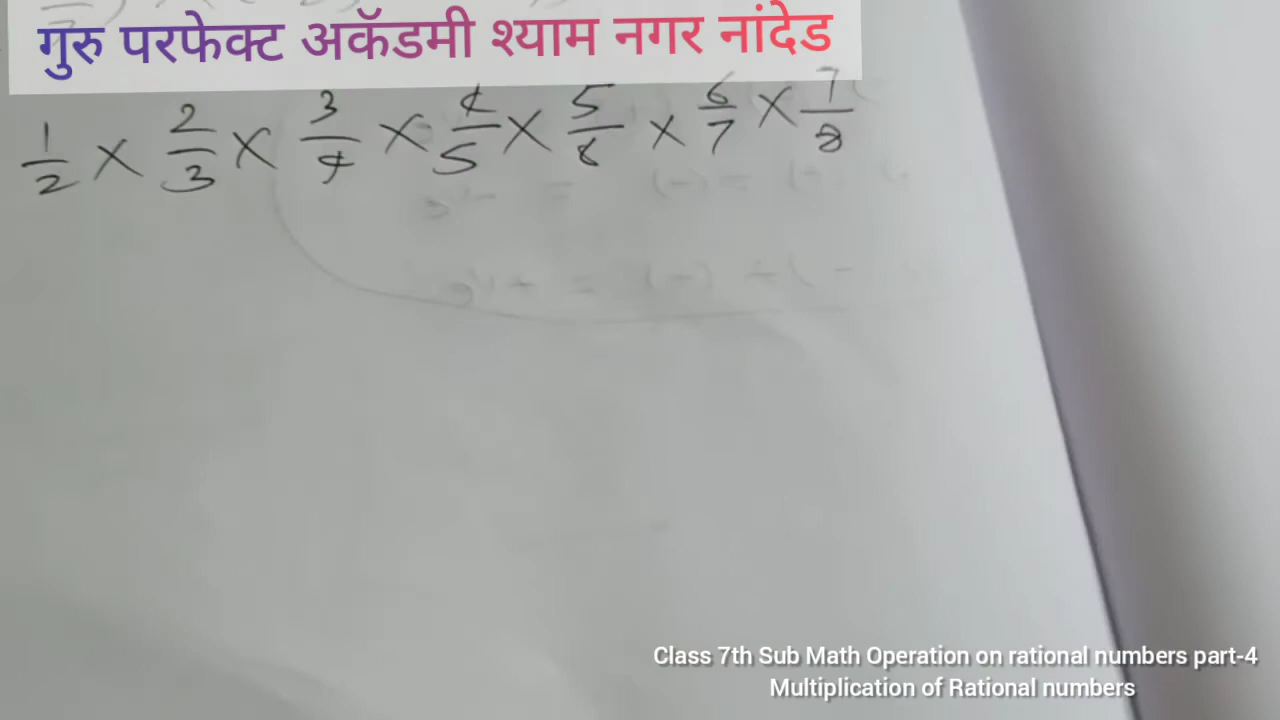 गुरु परफेक्ट अकॅडमी श्याम नगर नांदेड
1/2 × 2/3 × 3/4 × 4/5 × 5/6 × 6/7 × 7/8
Class 7th Sub Math Operation on rational numbers part-4
Multiplication of Rational numbers